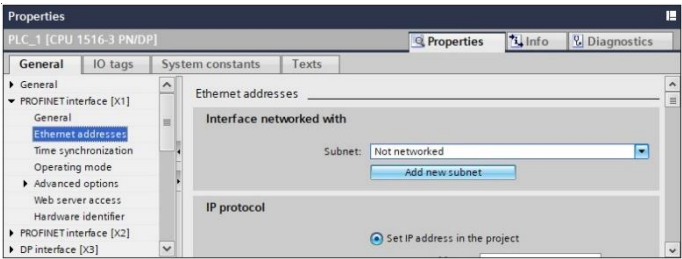 Properties
PLC_1 [CPU 1516-3 PN/DP]
Properties
Info
Diagnostics
General
IO tags
System constants
Texts
General
PROFINET interface [X1]
General
Ethernet addresses
Time synchronization
Operating mode
Advanced options
Web server access
Hardware identifier
PROFINET interface [X2]
DP interface [X3]
Ethernet addresses
Interface networked with
Subnet: Not networked
Add new subnet
IP protocol
Set IP address in the project